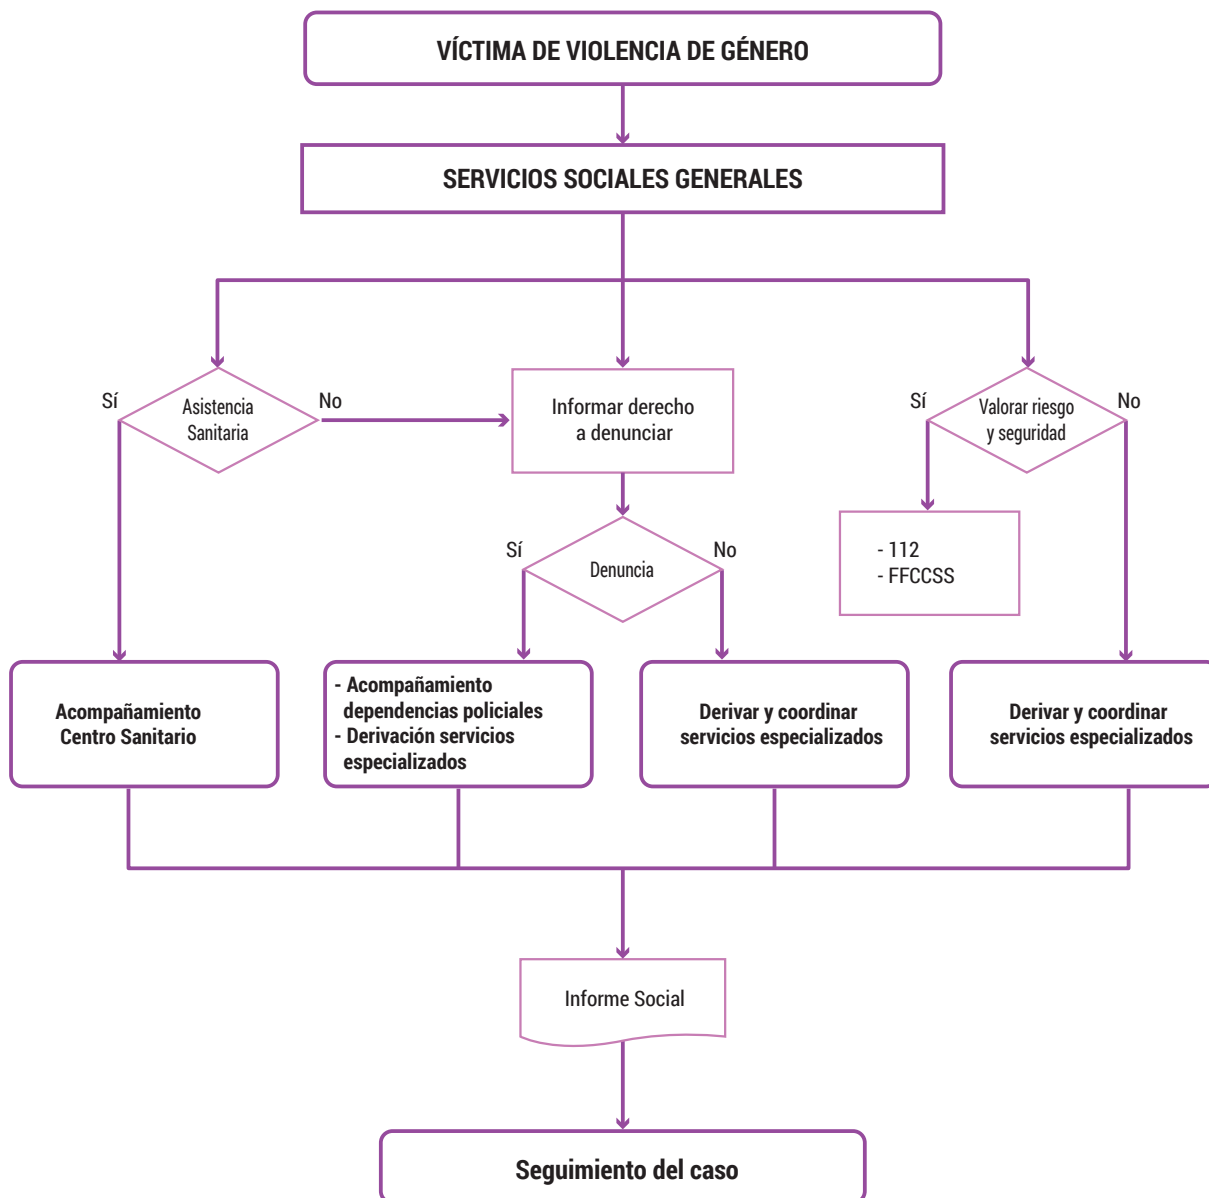 VÍCTIMA DE VIOLENCIA DE GÉNERO
SERVICIOS SOCIALES GENERALES
Sí
Asistencia
Sanitaria
No
Informar derecho
a denunciar
Sí
Valorar riesgo
y seguridad
No
- 112
- FFCCSS
Sí
Denuncia
No
Acompañamiento
Centro Sanitario
- Acompañamiento
dependencias policiales
- Derivación servicios
especializados
Derivar y coordinar
servicios especializados
Derivar y coordinar
servicios especializados
Informe Social
Seguimiento del caso